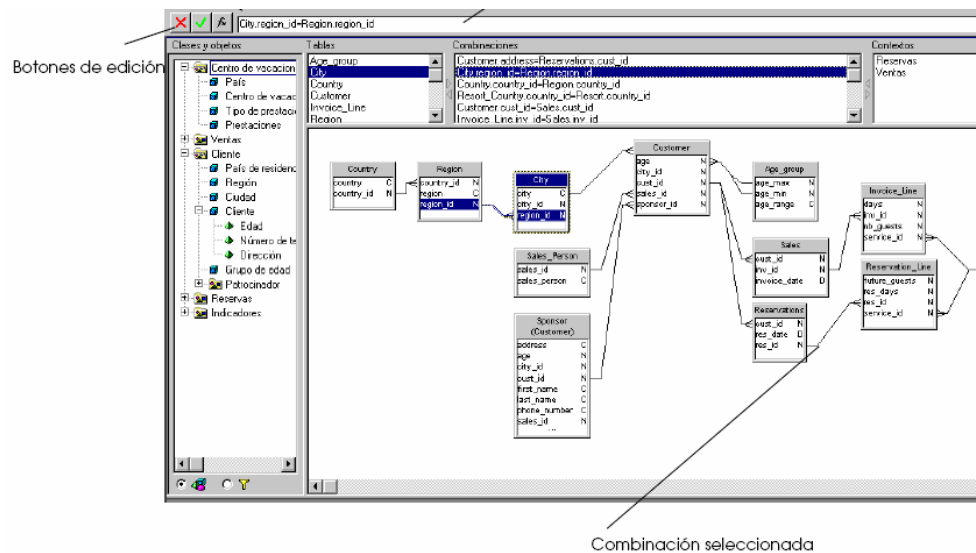 City.region_id=Region.region_id
Botones de edición
Clases y objetos
Centro de vacacion
País
Centro de vacac
Tipo de prestacio
Prestaciones
Ventas
Cliente
País de residenc
Región
Ciudad
Cliente
Edad
Número de te
Dirección
Grupo de edad
Patrocinador
Reservas
Indicadores
Tables
Age_group
City
Country
Customer
Invoice_Line
Region
Combinaciones
Customer.address=Reservations.cust_id
City.region_id=Region.region_id
Country.country_id=Region.country_id
Resort_Country.country_id=Resort.country_id
Customer.cust_id=Sales.cust_id
Invoice_Line.inv_id=Sales.inv_id
Contextos
Reservas
Ventas
Country
country C
country_id N
Region
country_id N
region C
region_id N
City
city C
city_id N
region_id N
Customer
age N
city_id N
cust_id N
sales_id N
sponsor_id N
Age_group
age_max N
age_min N
age_range C
Invoice_Line
days N
inv_id N
nb_guests N
service_id N
Sales_Person
sales_id N
sales_person C
Sales
cust_id N
inv_id N
invoice_date D
Reservation_Line
future_guests N
res_days N
res_id N
service_id N
Reservations
cust_id N
res_date D
res_id N
Sponsor
(Customer)
address C
age N
city_id N
cust_id N
first_name C
last_name C
phone_number C
sales_id N
...
Combinación seleccionada